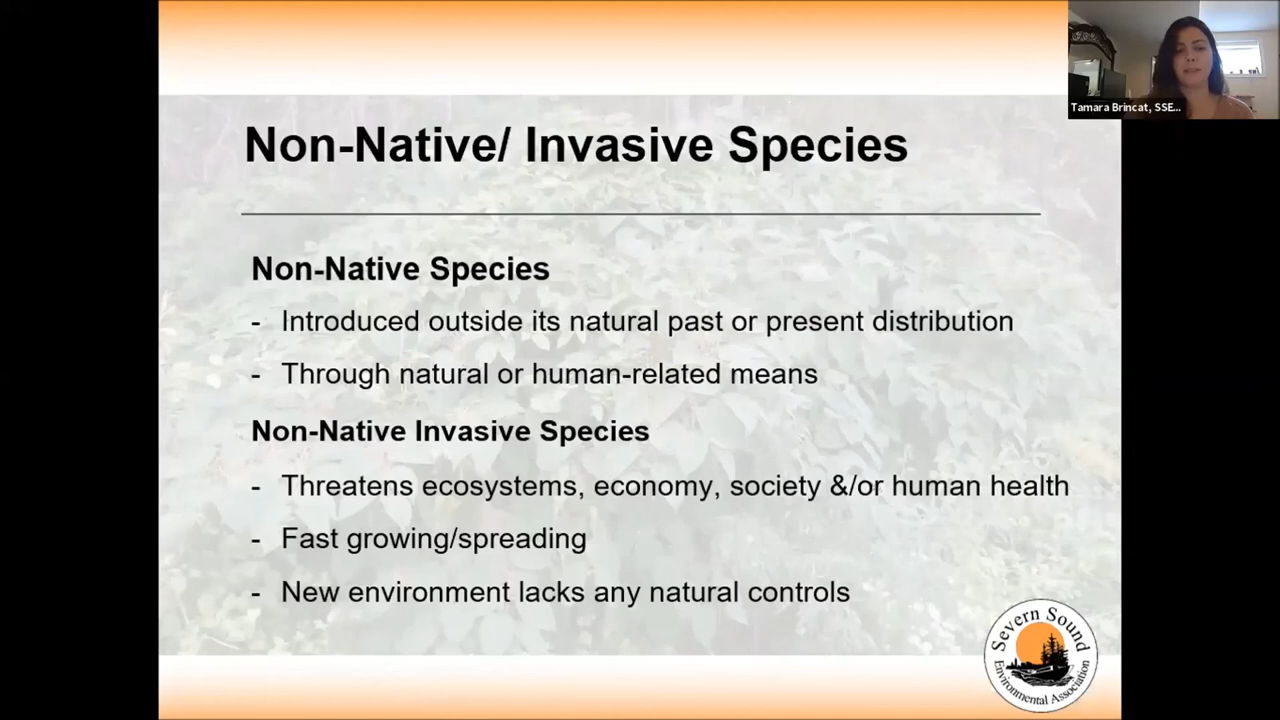 Tamara Brincat, SSE...
Non-Native/ Invasive Species
Non-Native Species
- Introduced outside its natural past or present distribution
- Through natural or human-related means
Non-Native Invasive Species
- Threatens ecosystems, economy, society &/or human health
- Fast growing/spreading
- New environment lacks any natural controls
Severn Sound
Environmental Association